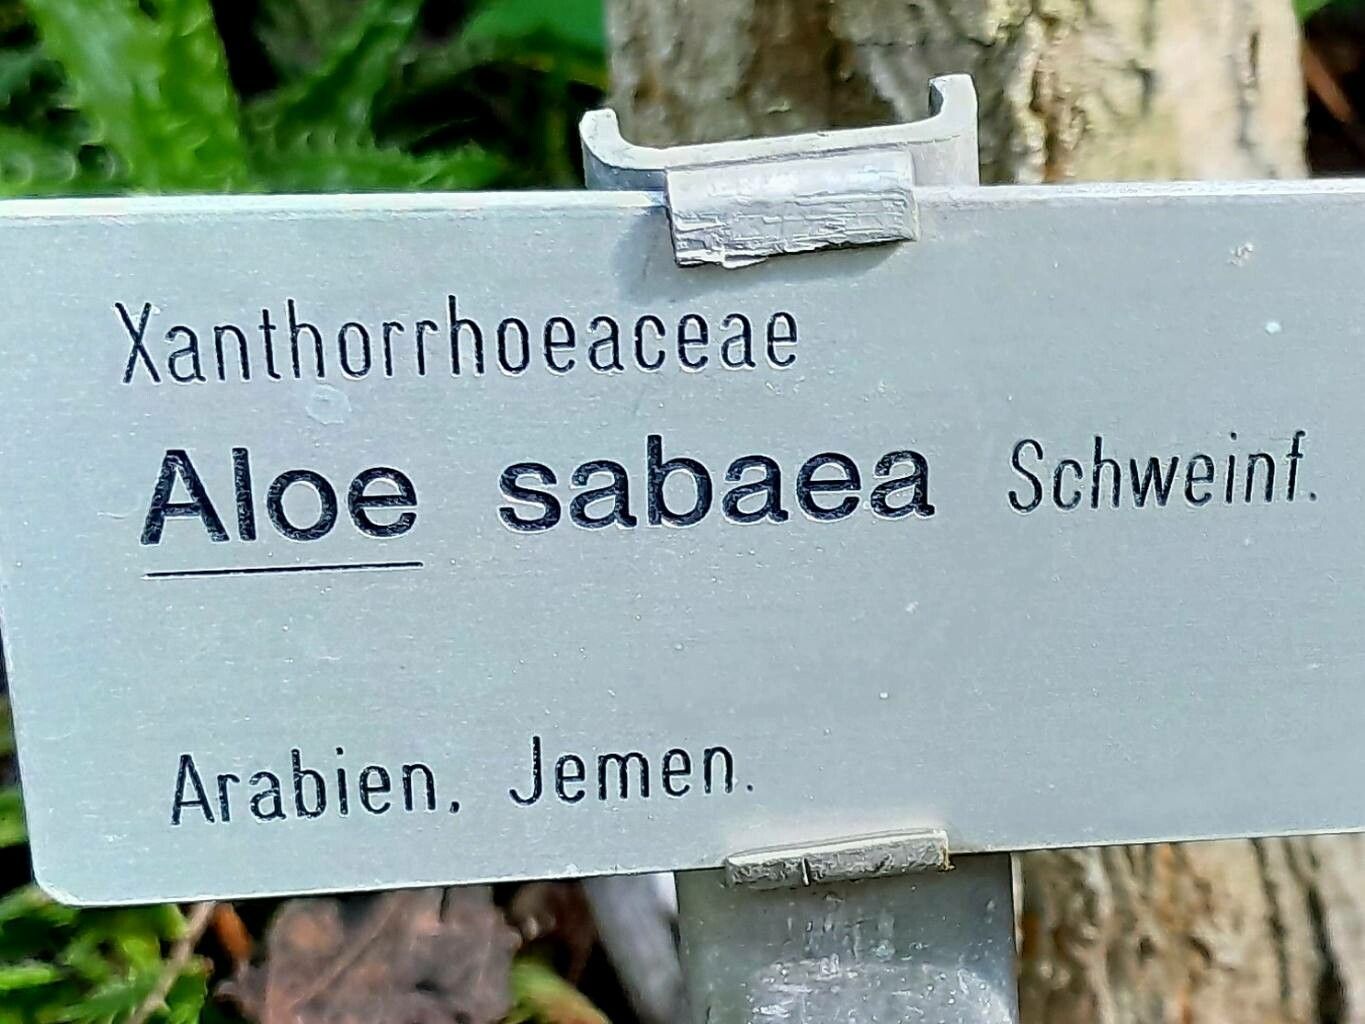 Xanthorrhoeaceae
Aloe sabaea Schweinf.
Arabien, Jemen.